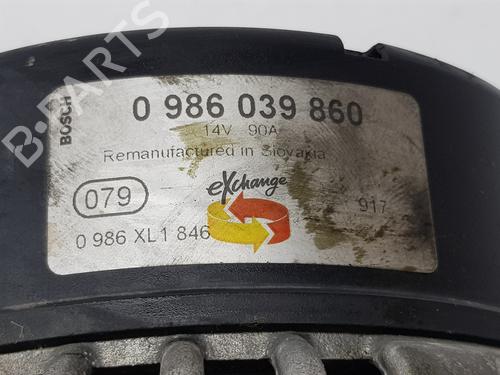 B-PARTS
BOSCH
0 986 039 860
14V 90A
Remanufactured in Slovakia
079
eXchange
917
0 986 XL1 846